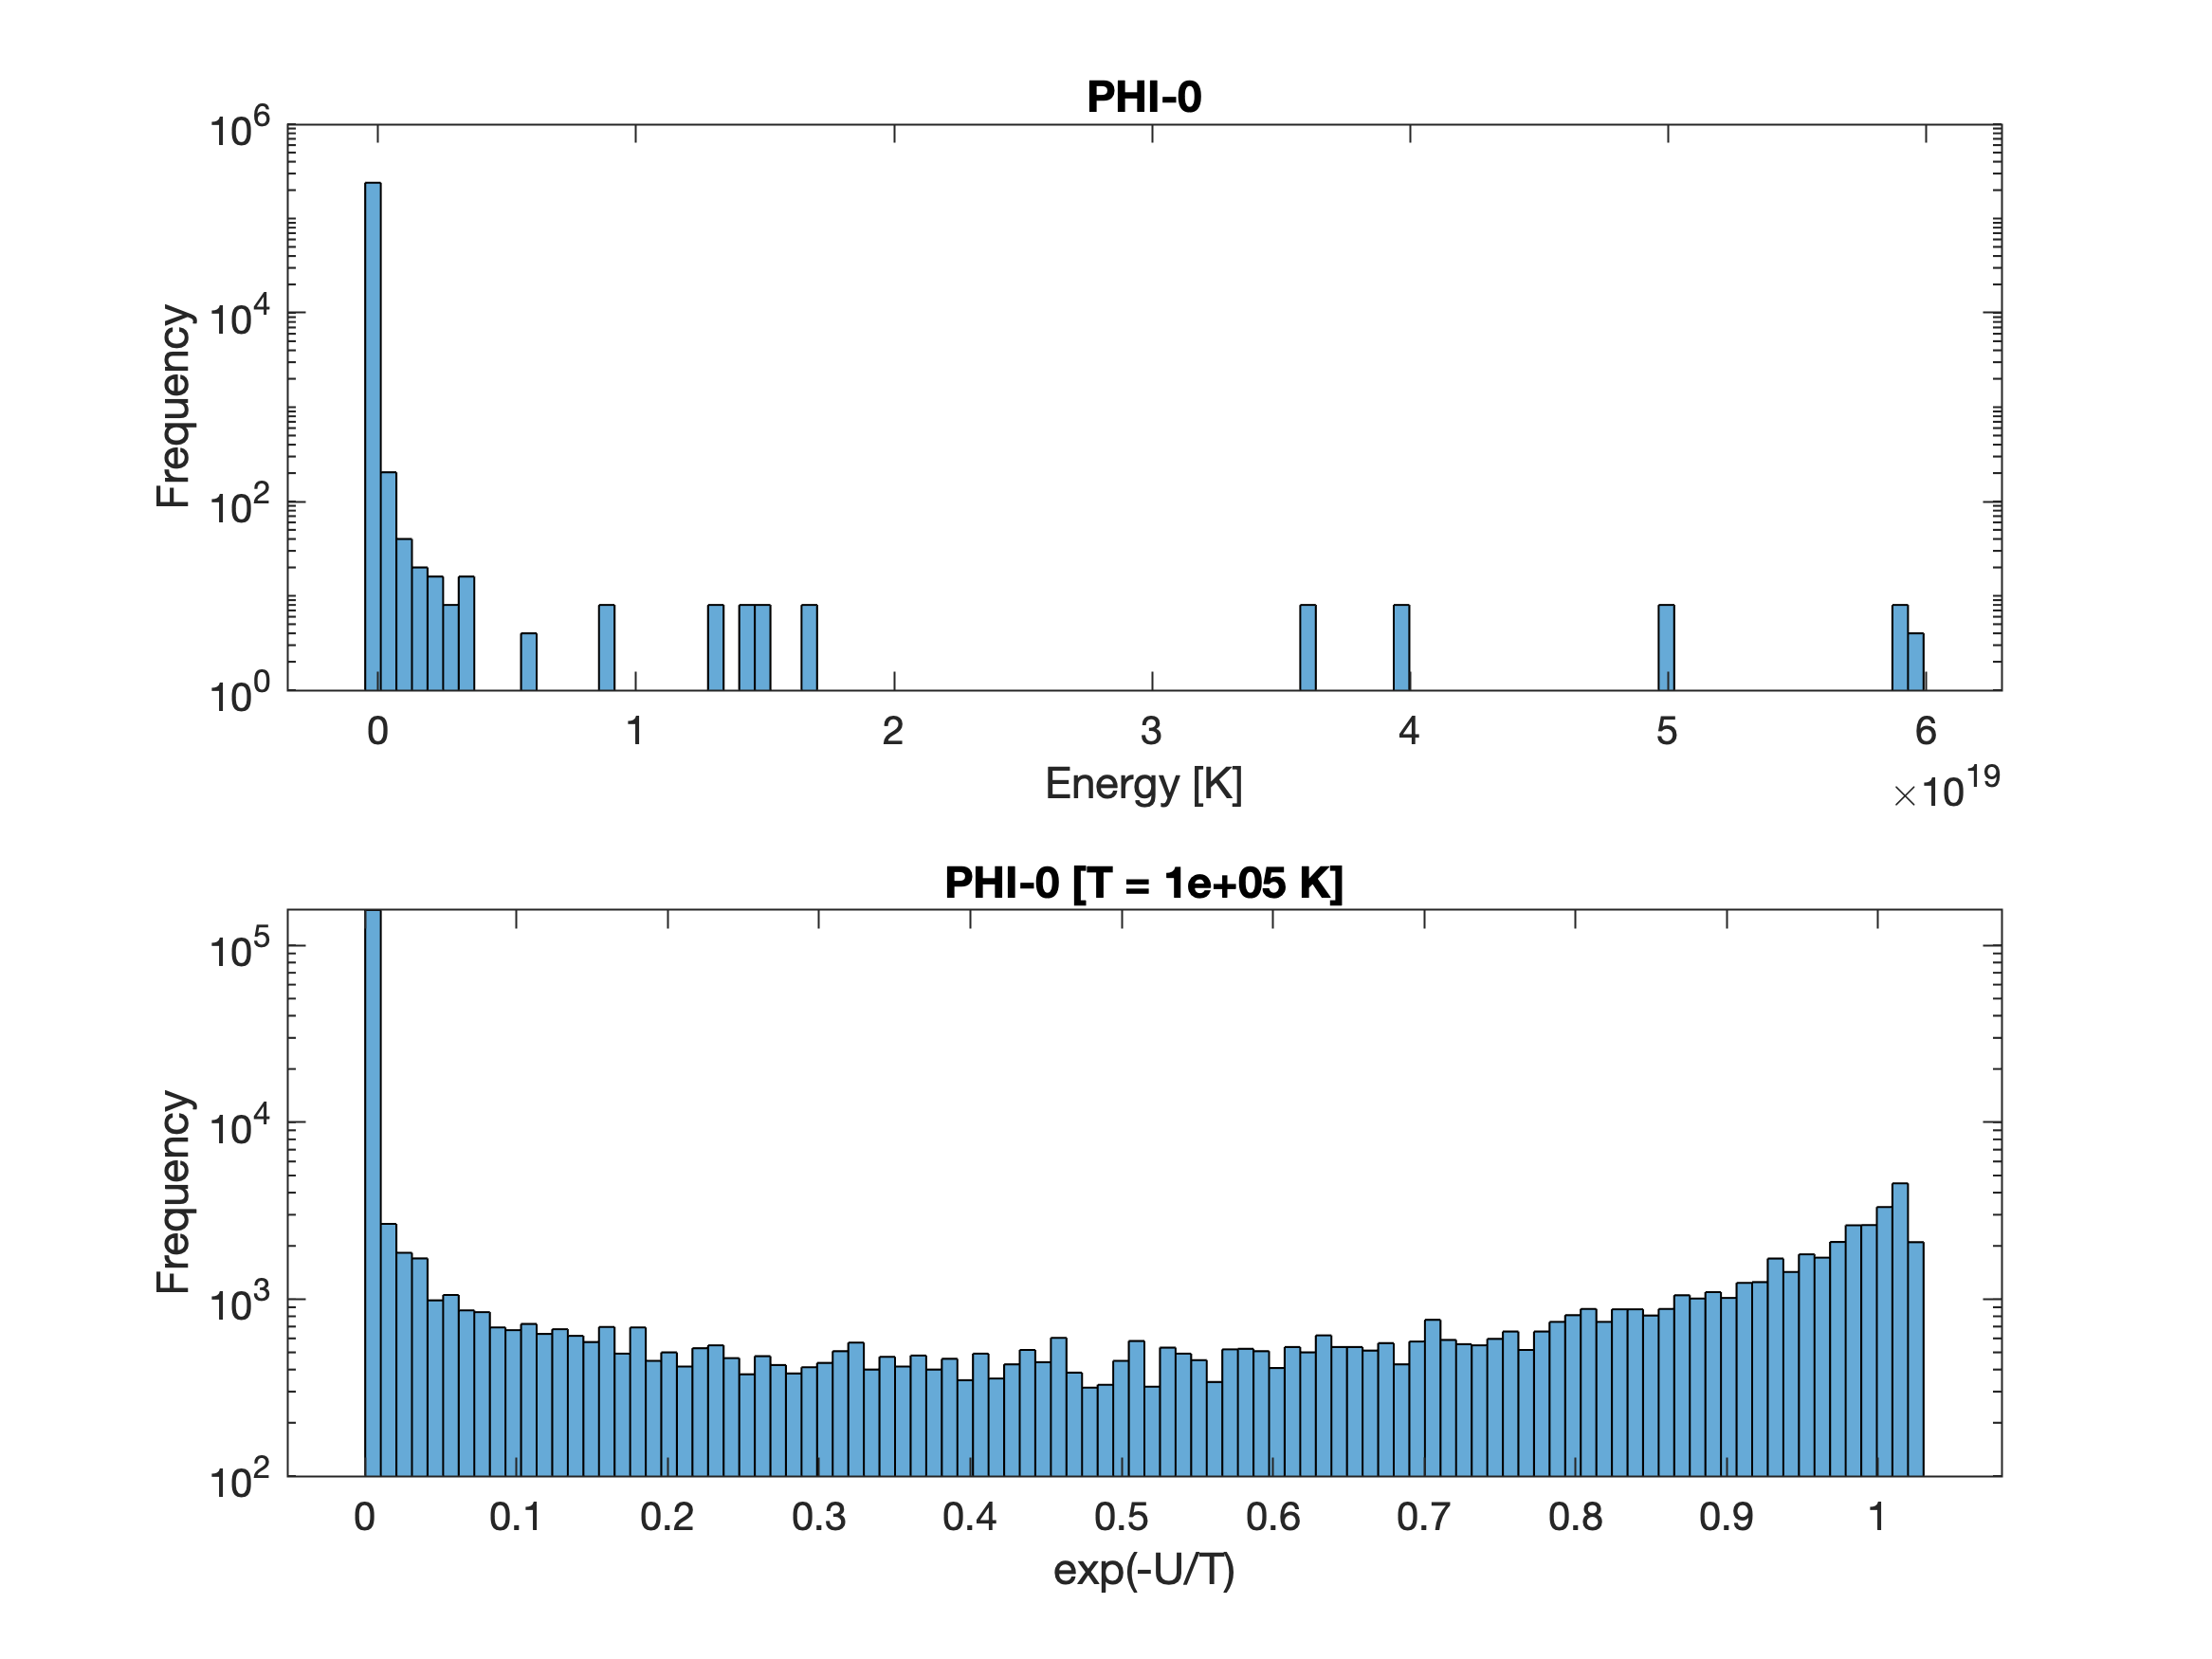 PHI-0
10^6
10^4
10^2
10^0
Frequency
0 1 2 3 4 5 6
Energy [K]
×10^19
PHI-0 [T = 1e+05 K]
10^5
10^4
10^3
10^2
Frequency
0 0.1 0.2 0.3 0.4 0.5 0.6 0.7 0.8 0.9 1
exp(-U/T)